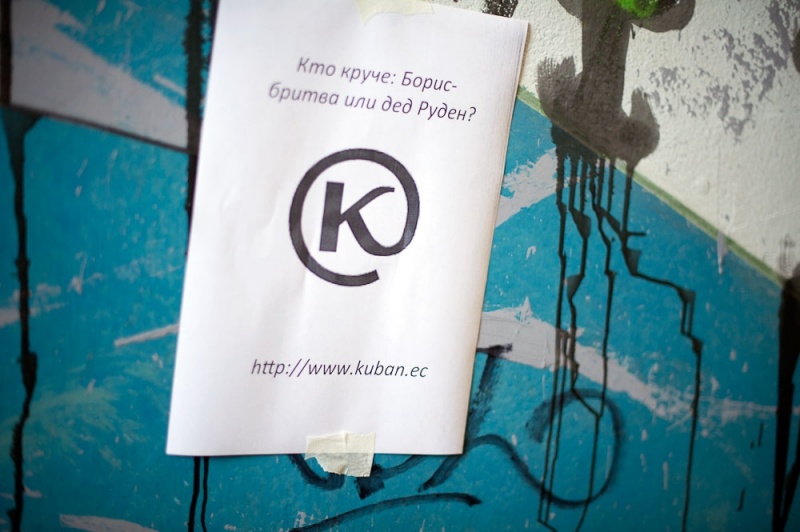 Кто круче: Борис-
бритва или дед Руден?
K
http://www.kuban.ec